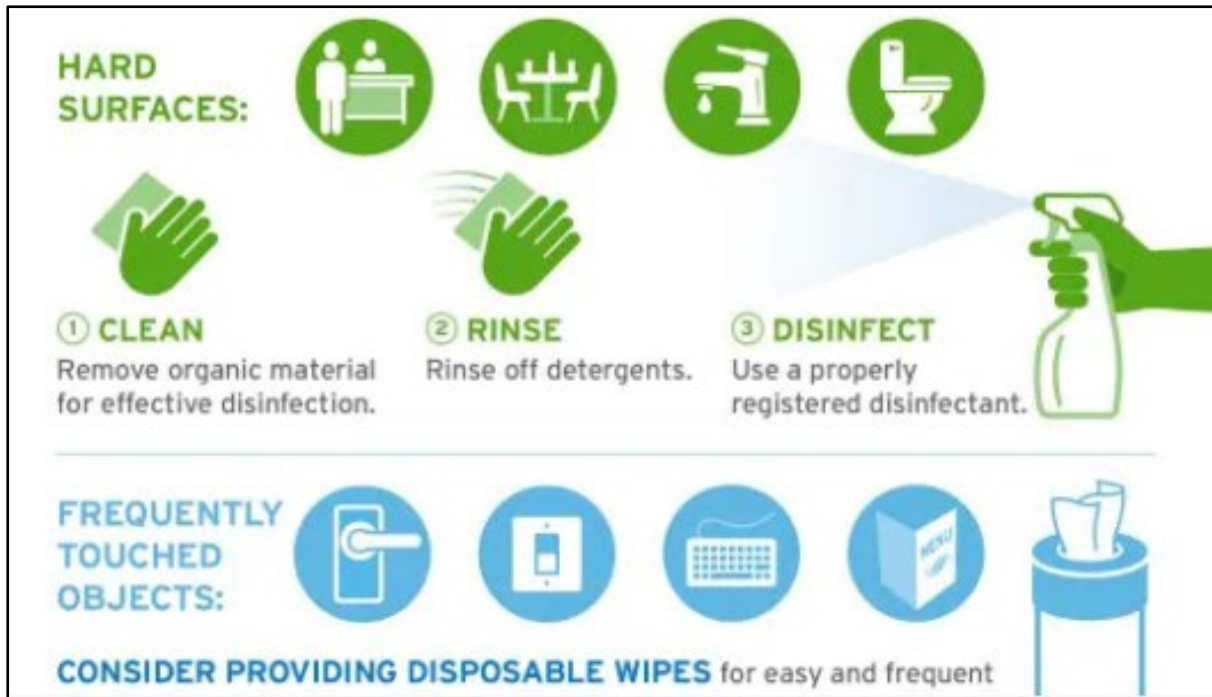 HARD
SURFACES:
1 CLEAN
Remove organic material
for effective disinfection.
2 RINSE
Rinse off detergents.
3 DISINFECT
Use a properly
registered disinfectant.
FREQUENTLY
TOUCHED
OBJECTS:
MENU
CONSIDER PROVIDING DISPOSABLE WIPES for easy and frequent